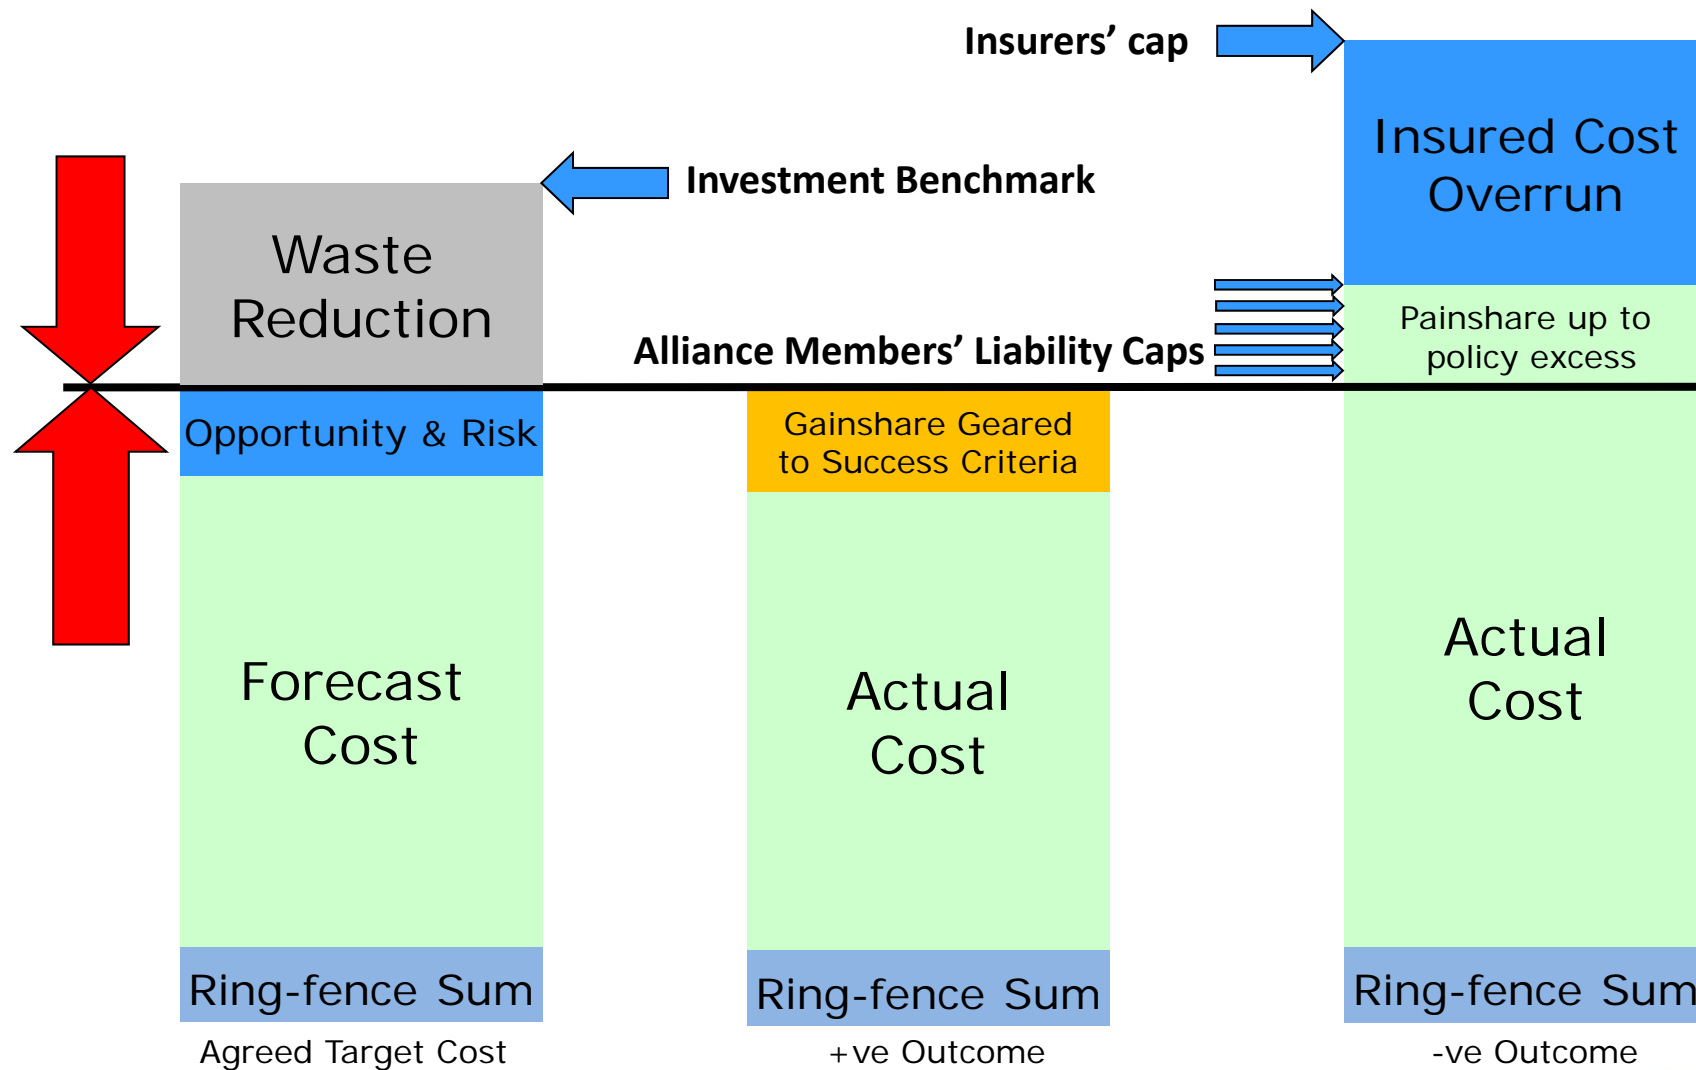 Insurers’ cap
Insured Cost
Overrun
Investment Benchmark
Waste
Reduction
Painshare up to
policy excess
Alliance Members’ Liability Caps
Opportunity & Risk
Gainshare Geared
to Success Criteria
Forecast
Cost
Actual
Cost
Actual
Cost
Ring-fence Sum
Ring-fence Sum
Ring-fence Sum
Agreed Target Cost
+ve Outcome
-ve Outcome